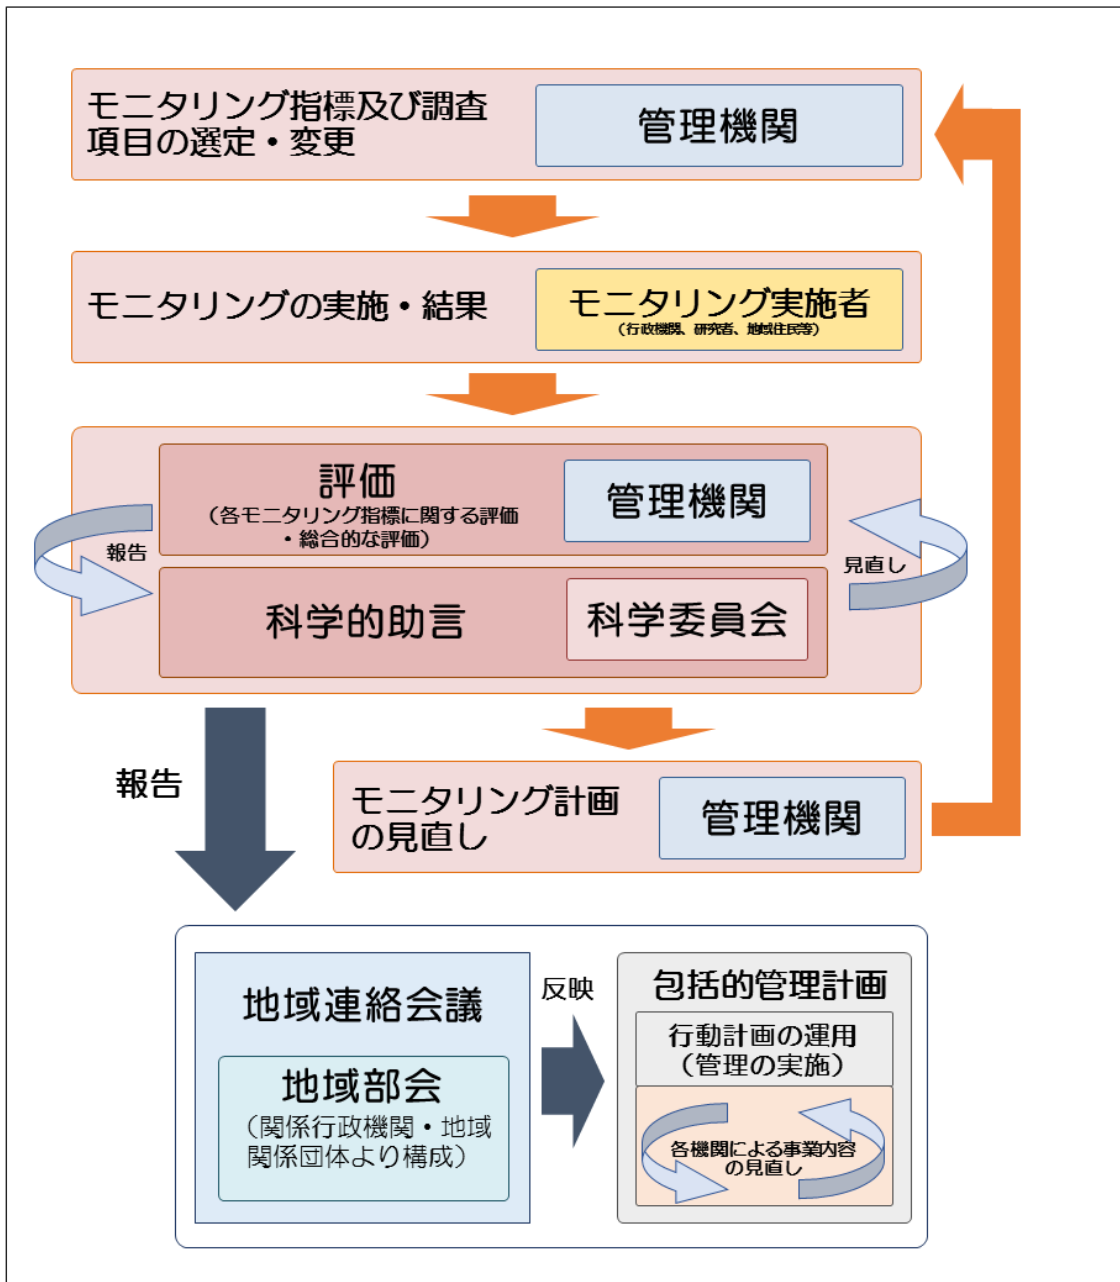 モニタリング指標及び調査
項目の選定・変更
管理機関
モニタリングの実施・結果
モニタリング実施者
（行政機関、研究者、地域住民等）
評価
（各モニタリング指標に関する評価
・総合的な評価）
管理機関
報告
見直し
科学的助言
科学委員会
報告
モニタリング計画
の見直し
管理機関
地域連絡会議
地域部会
（関係行政機関・地域
関係団体より構成）
反映
包括的管理計画
行動計画の運用
（管理の実施）
各機関による事業内容
の見直し